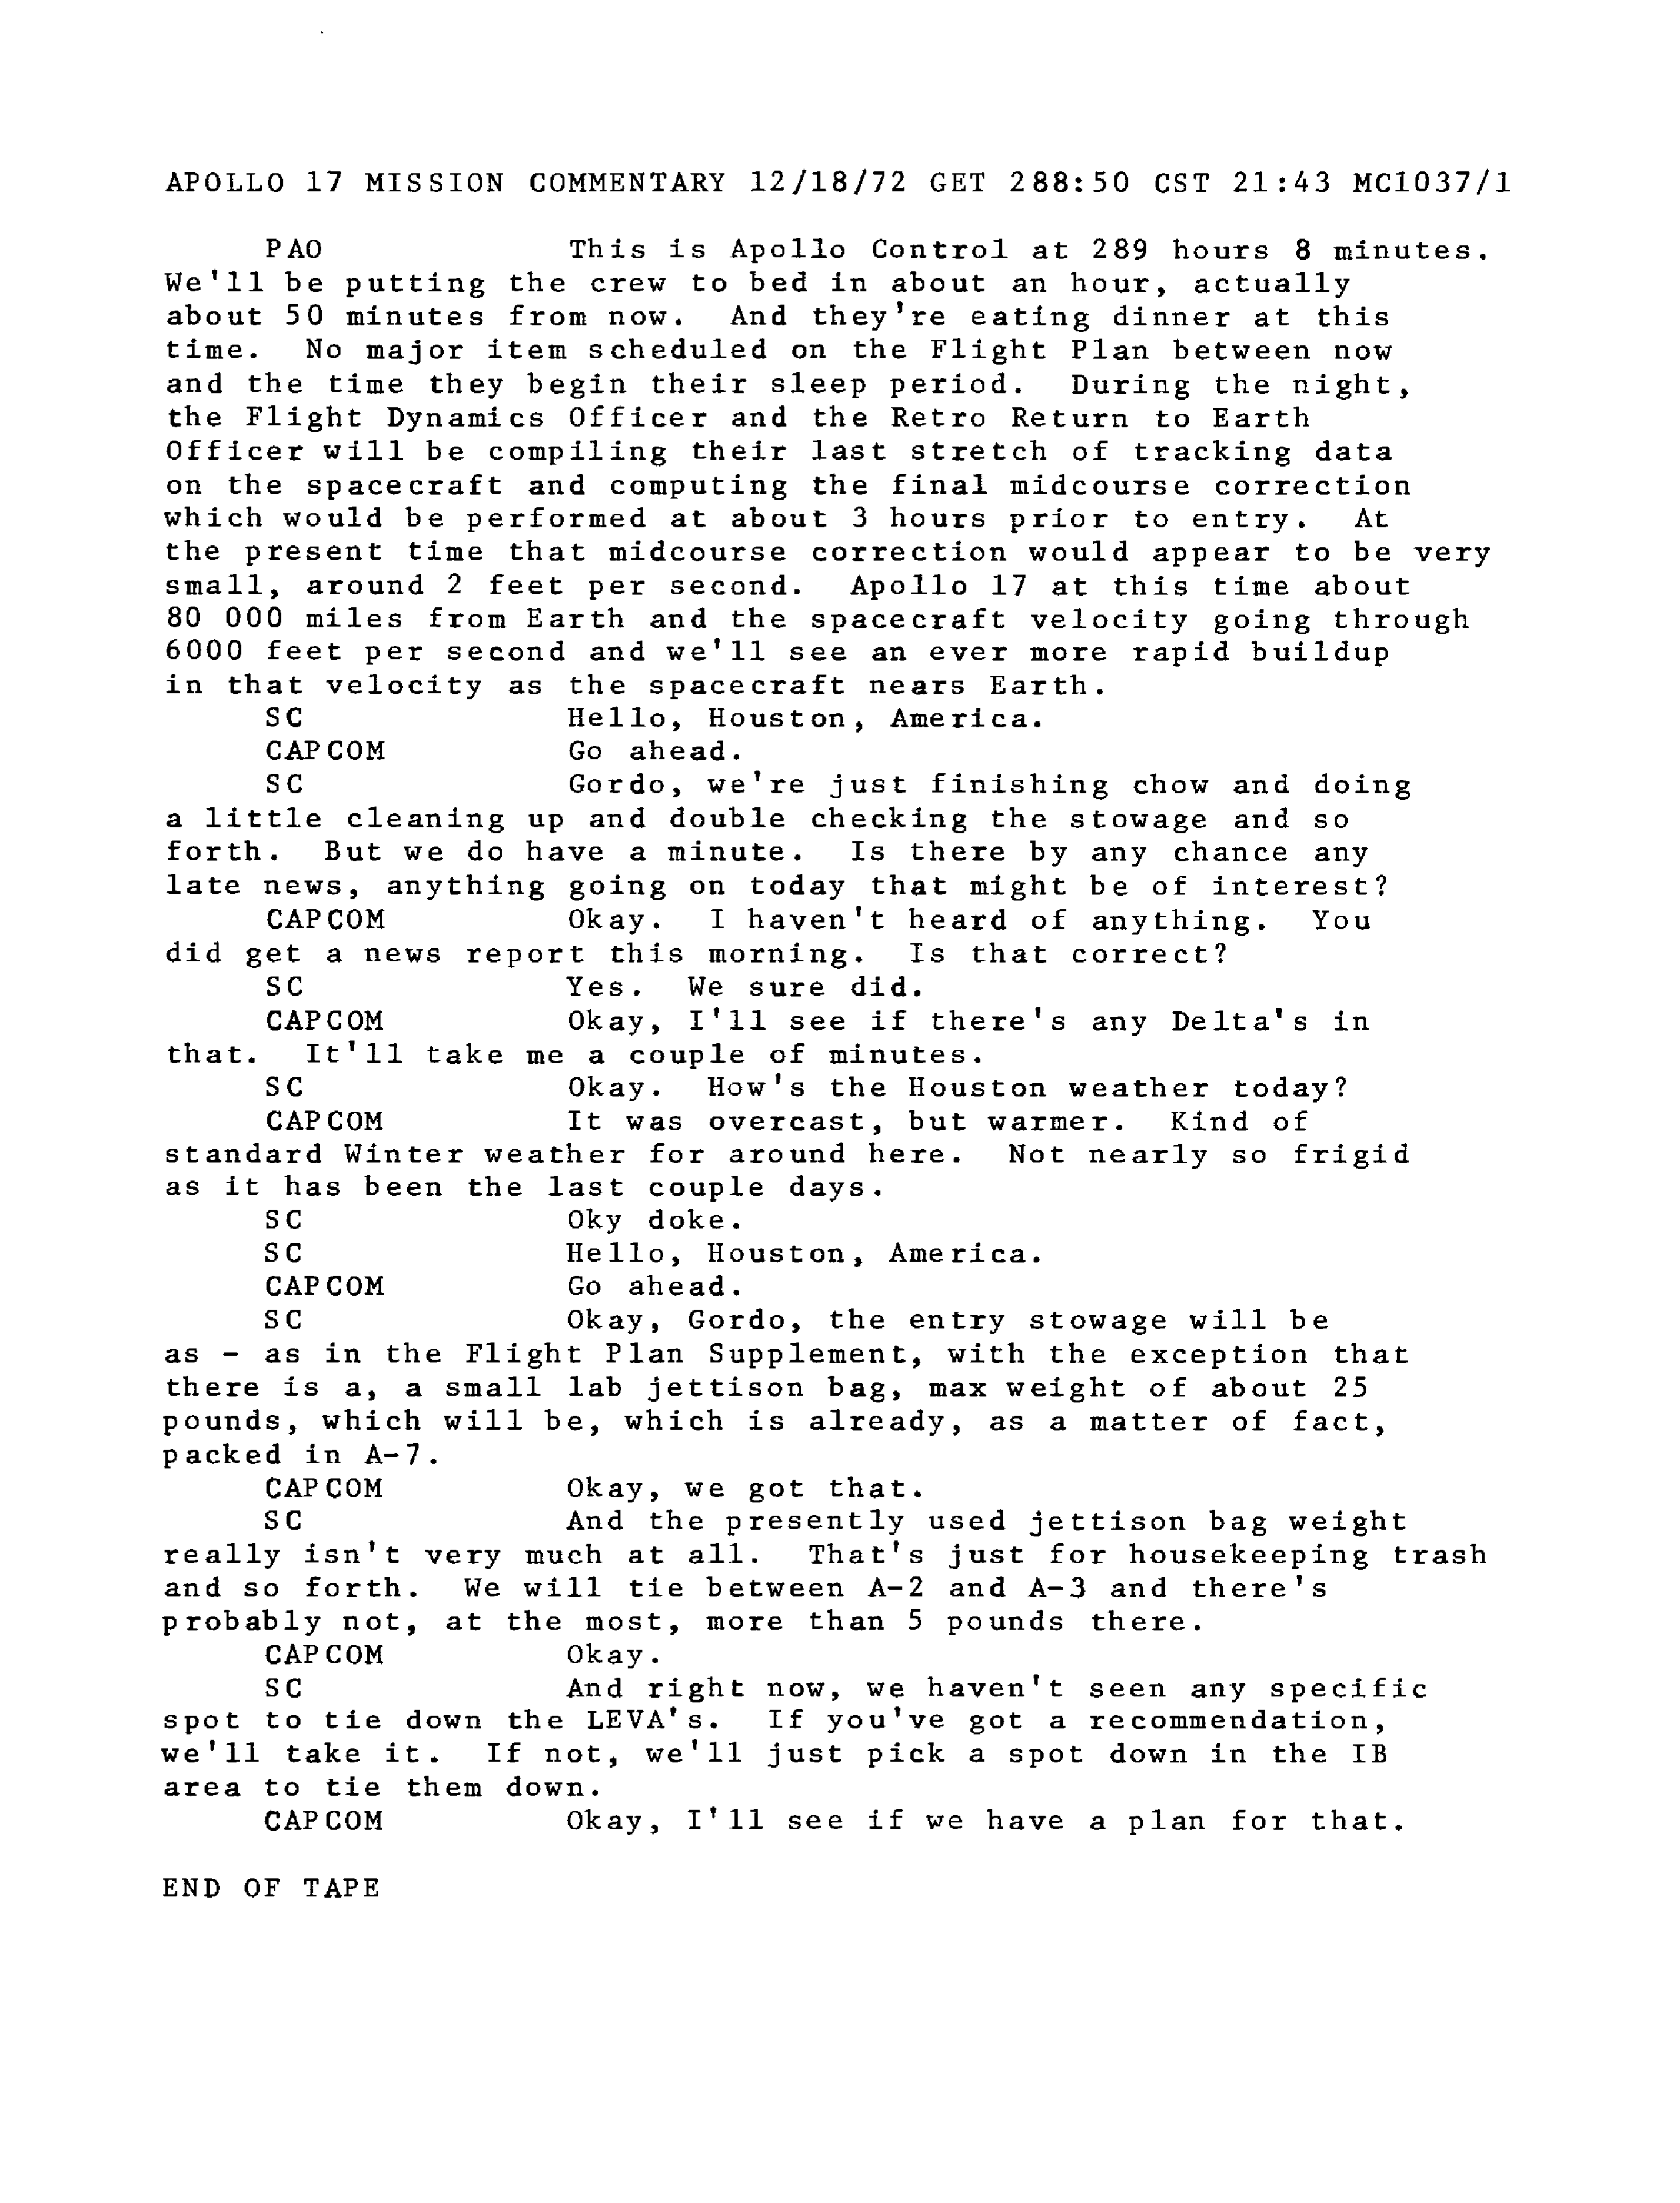 APOLLO 17 MISSION COMMENTARY 12/18/72 GET 288:50 CST 21:43 MC1037/1
PAO This is Apollo Control at 289 hours 8 minutes.
We'll be putting the crew to bed in about an hour, actually
about 50 minutes from now. And they're eating dinner at this
time. No major item scheduled on the Flight Plan between now
and the time they begin their sleep period. During the night,
the Flight Dynamics Officer and the Retro Return to Earth
Officer will be compiling their last stretch of tracking data
on the spacecraft and computing the final midcourse correction
which would be performed at about 3 hours prior to entry. At
the present time that midcourse correction would appear to be very
small, around 2 feet per second. Apollo 17 at this time about
80 000 miles from Earth and the spacecraft velocity going through
6000 feet per second and we'll see an ever more rapid buildup
in that velocity as the spacecraft nears Earth.
SC Hello, Houston, America.
CAPCOM Go ahead.
SC Gordo, we're just finishing chow and doing
a little cleaning up and double checking the stowage and so
forth. But we do have a minute. Is there by any chance any
late news, anything going on today that might be of interest?
CAPCOM Okay. I haven't heard of anything. You
did get a news report this morning. Is that correct?
SC Yes. We sure did.
CAPCOM Okay, I'll see if there's any Delta's in
that. It'll take me a couple of minutes.
SC Okay. How's the Houston weather today?
CAPCOM It was overcast, but warmer. Kind of
standard Winter weather for around here. Not nearly so frigid
as it has been the last couple days.
SC Oky doke.
SC Hello, Houston, America.
CAPCOM Go ahead.
SC Okay, Gordo, the entry stowage will be
as - as in the Flight Plan Supplement, with the exception that
there is a, a small lab jettison bag, max weight of about 25
pounds, which will be, which is already, as a matter of fact,
packed in A-7.
CAPCOM Okay, we got that.
SC And the presently used jettison bag weight
really isn't very much at all. That's just for housekeeping trash
and so forth. We will tie between A-2 and A-3 and there's
probably not, at the most, more than 5 pounds there.
CAPCOM Okay.
SC And right now, we haven't seen any specific
spot to tie down the LEVA's. If you've got a recommendation,
we'll take it. If not, we'll just pick a spot down in the IB
area to tie them down.
CAPCOM Okay, I'll see if we have a plan for that.
END OF TAPE